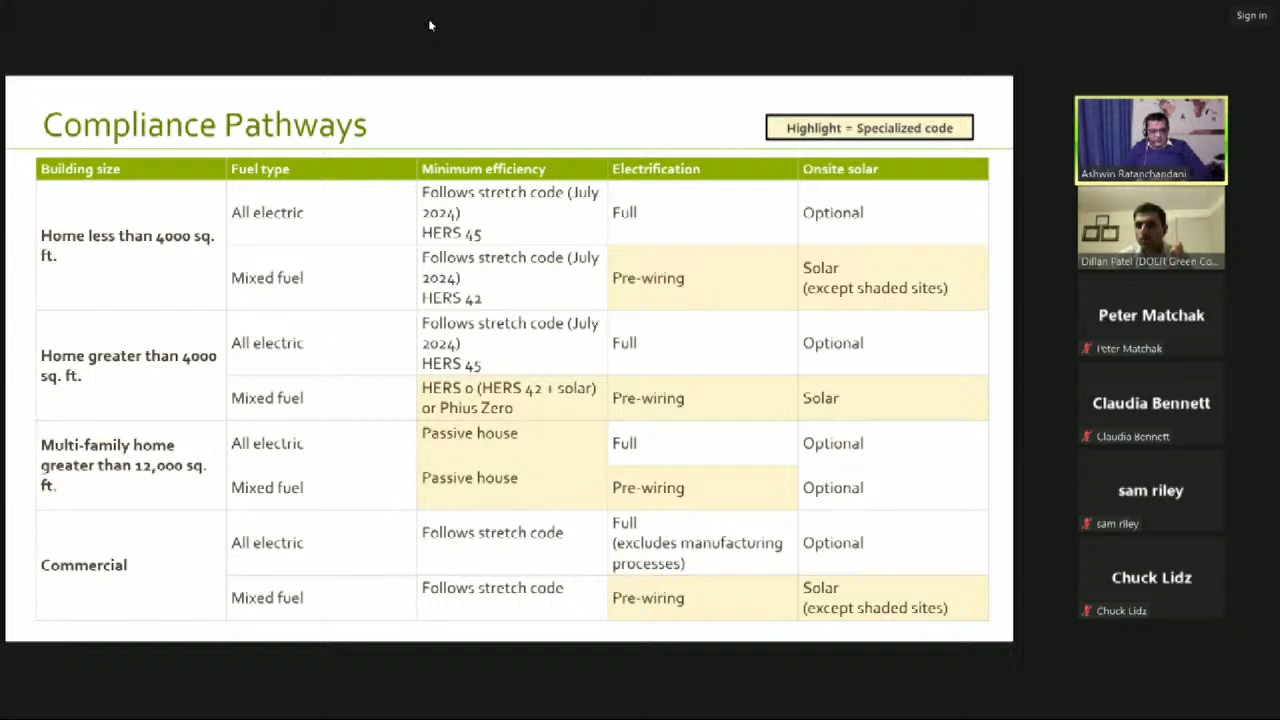 Sign in
Compliance Pathways
Highlight = Specialized code
Building size
Fuel type
Minimum efficiency
Electrification
Onsite solar
Home less than 4000 sq.
ft.
All electric
Follows stretch code (July
2024)
HERS 45
Full
Optional
Mixed fuel
Follows stretch code (July
2024)
HERS 42
Pre-wiring
Solar
(except shaded sites)
Home greater than 4000
sq. ft.
All electric
Follows stretch code (July
2024)
HERS 45
Full
Optional
Mixed fuel
HERS 0 (HERS 42 + solar)
or Phius Zero
Pre-wiring
Solar
Multi-family home
greater than 12,000 sq.
ft.
All electric
Passive house
Full
Optional
Mixed fuel
Passive house
Pre-wiring
Optional
Commercial
All electric
Follows stretch code
Full
(excludes manufacturing
processes)
Optional
Mixed fuel
Follows stretch code
Pre-wiring
Solar
(except shaded sites)
Ashwin Ratanchandani
Dillan Patel (DOER Green Co...
Peter Matchak
Peter Matchak
Claudia Bennett
Claudia Bennett
sam riley
sam riley
Chuck Lidz
Chuck Lidz